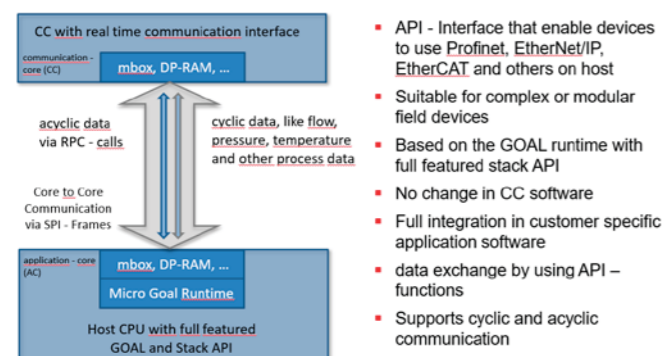 CC with real time communication interface
communication -
core (CC)
mbox, DP-RAM, ...
acyclic data
via RPC - calls
cyclic data, like flow,
pressure, temperature
and other process data
Core to Core
Communication
via SPI - Frames
application - core
(AC)
mbox, DP-RAM, ...
Micro Goal Runtime
Host CPU with full featured
GOAL and Stack API
▪ API - Interface that enable devices
to use Profinet, EtherNet/IP,
EtherCAT and others on host
▪ Suitable for complex or modular
field devices
▪ Based on the GOAL runtime with
full featured stack API
▪ No change in CC software
▪ Full integration in customer specific
application software
▪ data exchange by using API –
functions
▪ Supports cyclic and acyclic
communication